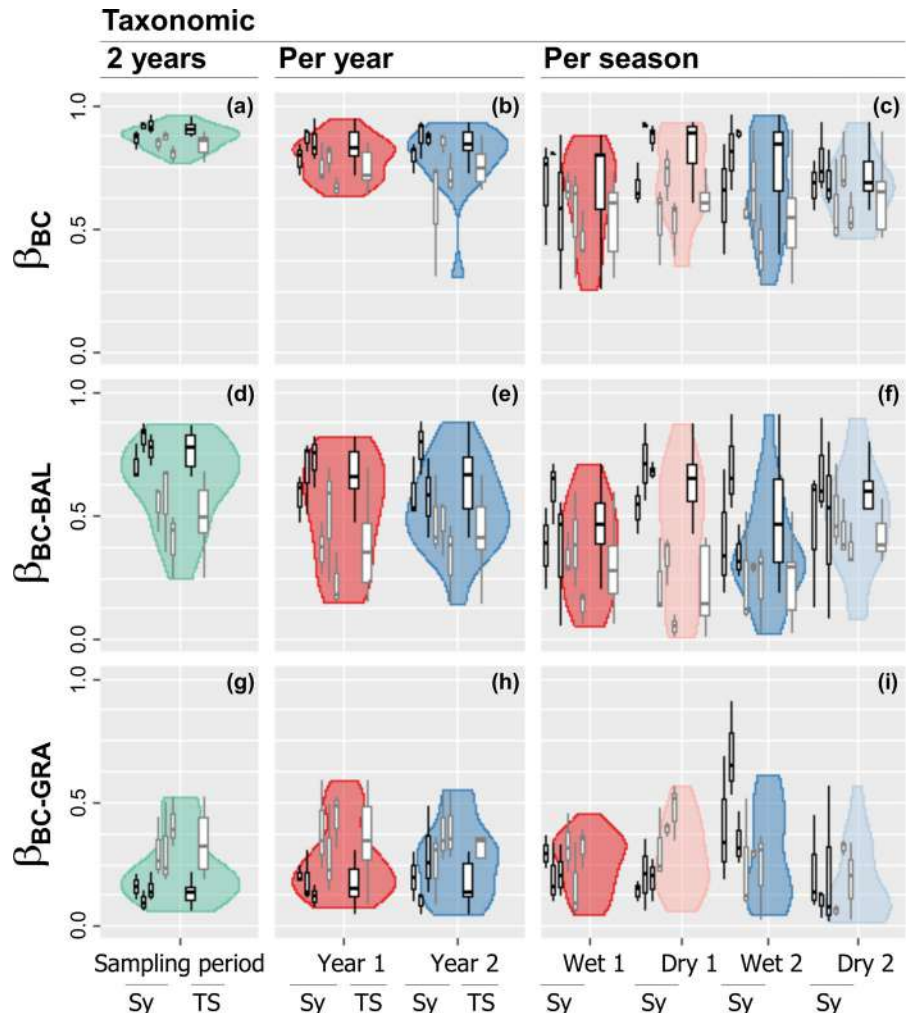 Taxonomic
2 years Per year Per season
(a) (b) (c)
1.0
0.5
0.0
βBC
(d) (e) (f)
1.0
0.5
0.0
βBC-BAL
(g) (h) (i)
1.0
0.5
0.0
βBC-GRA
Sampling period Year 1 Year 2 Wet 1 Dry 1 Wet 2 Dry 2
Sy TS Sy TS Sy TS Sy Sy Sy Sy